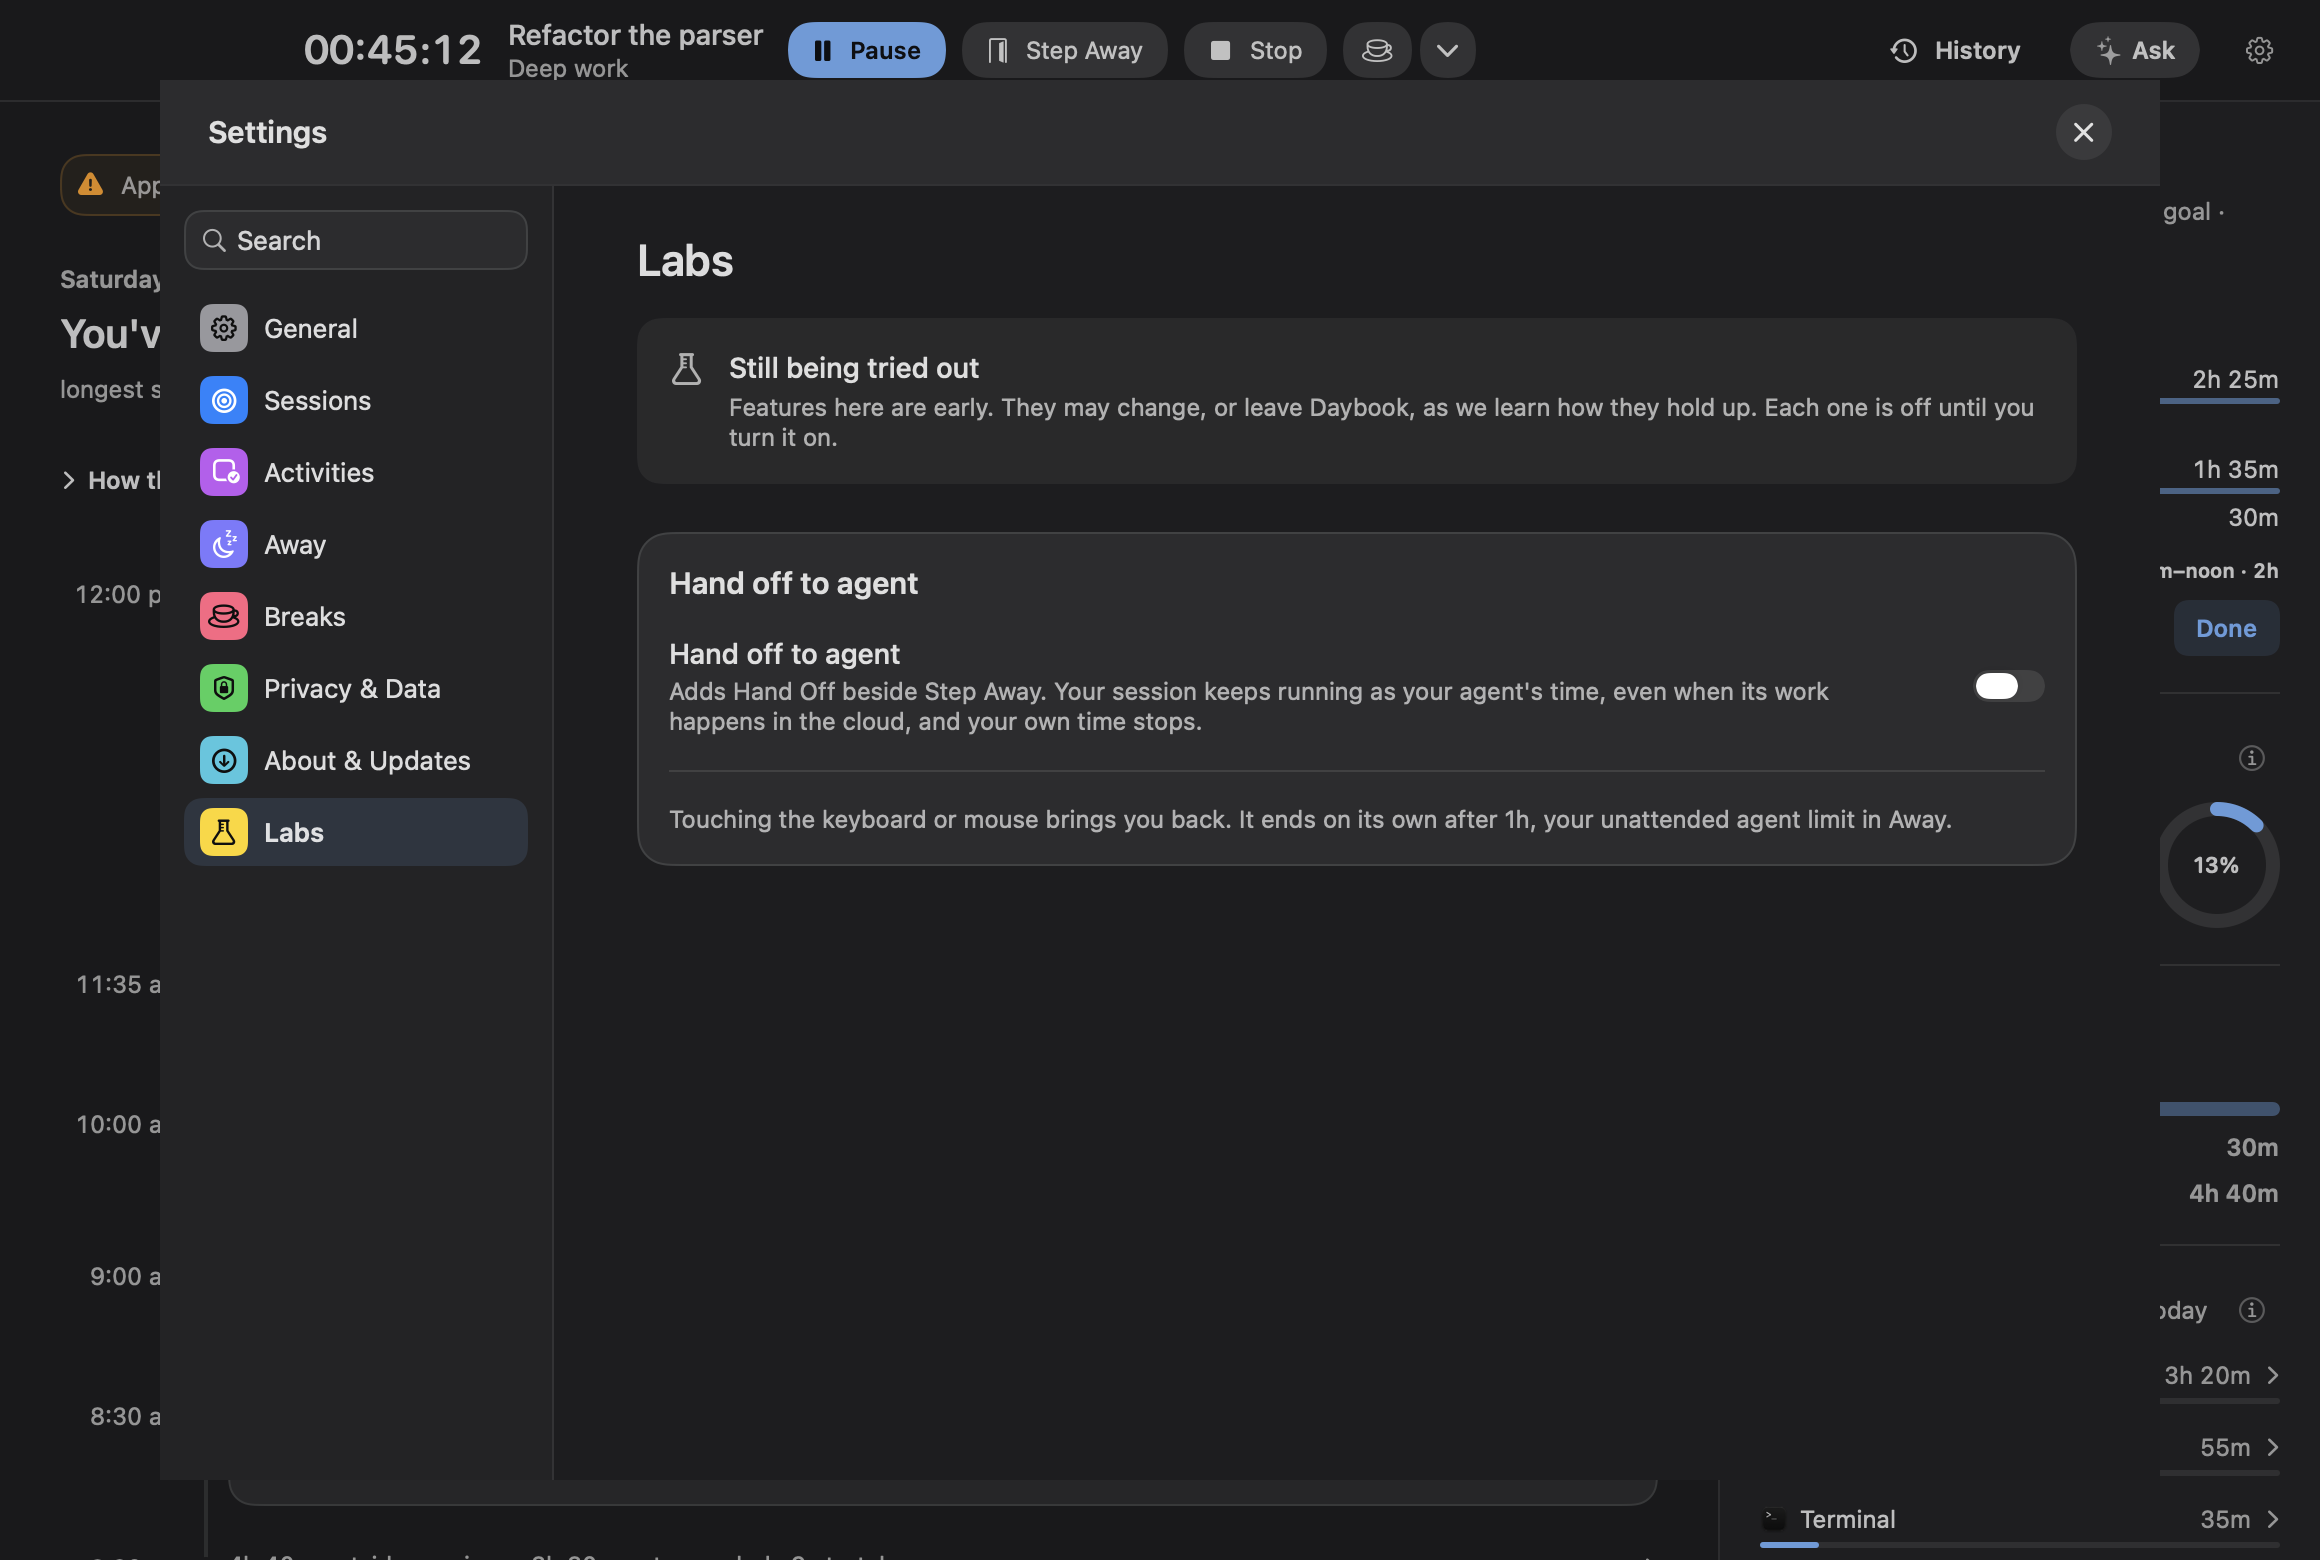 00:45:12
Refactor the parser
Deep work
Pause
Step Away
Stop
History
Ask
Settings
Search
General
Sessions
Activities
Away
Breaks
Privacy & Data
About & Updates
Labs
Labs
Still being tried out
Features here are early. They may change, or leave Daybook, as we learn how they hold up. Each one is off until you
turn it on.
Hand off to agent
Hand off to agent
Adds Hand Off beside Step Away. Your session keeps running as your agent's time, even when its work
happens in the cloud, and your own time stops.
Touching the keyboard or mouse brings you back. It ends on its own after 1h, your unattended agent limit in Away.
Saturday
longest
How
12:00
11:35
10:00
9:00
8:30
goal ·
2h 25m
1h 35m
30m
noon · 2h
Done
13%
30m
4h 40m
3h 20m
55m
Terminal
35m